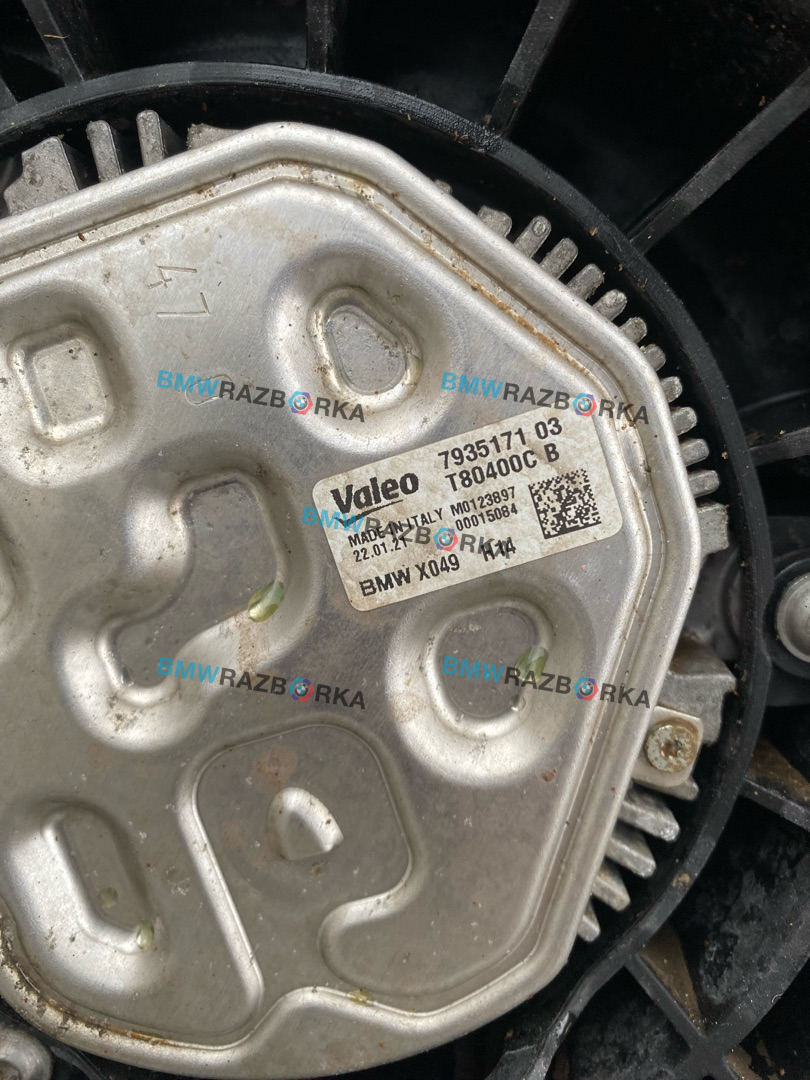 47
BMWRAZBORKA
BMWRAZBORKA
Valeo
7935171 03
T80400C B
MADE IN ITALY M0123897
22.01.21 00015084
BMW X049
BMWRAZBORKA
BMWRAZBORKA
BMWRAZBORKA